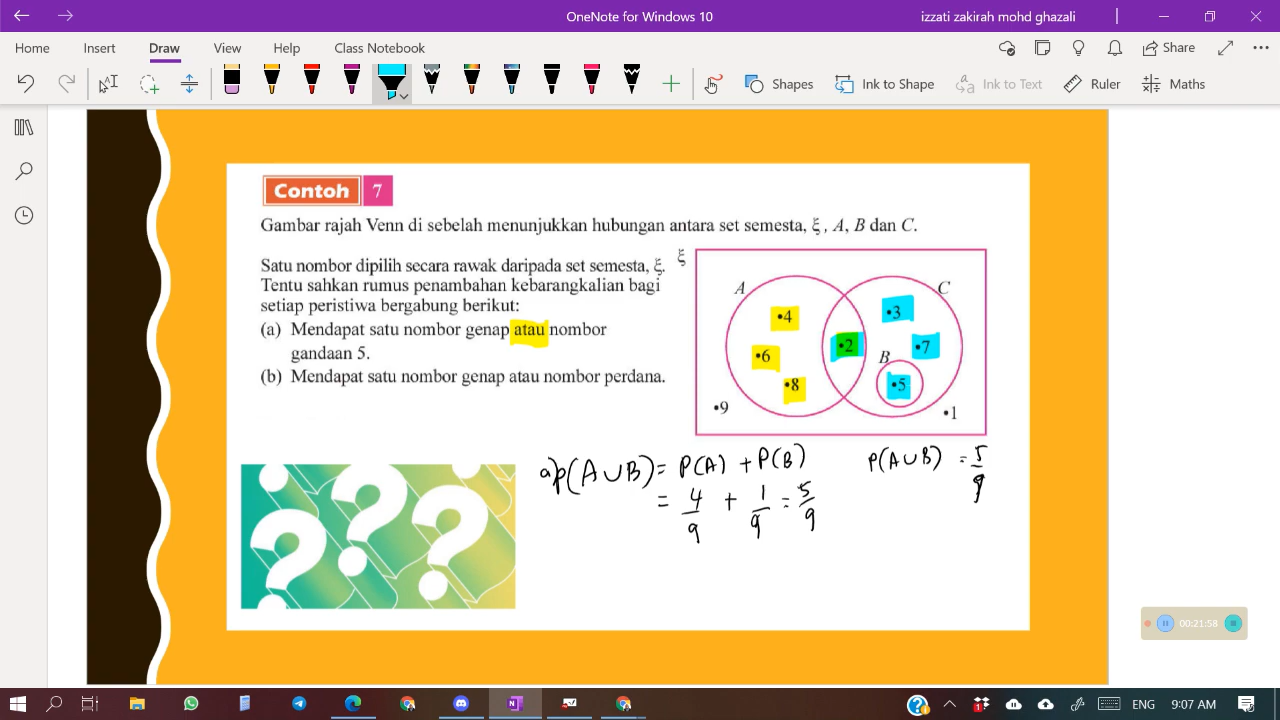 OneNote for Windows 10
izzati zakirah mohd ghazali
Home Insert Draw View Help Class Notebook
Share
Shapes
Ink to Shape
Ink to Text
Ruler
Maths
Contoh 7
Gambar rajah Venn di sebelah menunjukkan hubungan antara set semesta, ξ , A, B dan C.
Satu nombor dipilih secara rawak daripada set semesta, ξ.
Tentu sahkan rumus penambahan kebarangkalian bagi
setiap peristiwa bergabung berikut:
(a) Mendapat satu nombor genap atau nombor
gandaan 5.
(b) Mendapat satu nombor genap atau nombor perdana.
ξ
A
C
•4
•3
•6
•2
•7
B
•8
•5
•9
•1
a) P(A∪B) = P(A) + P(B)
= 4/9 + 1/9 = 5/9
P(A∪B) = 5/9
???
00:21:58
ENG 9:07 AM